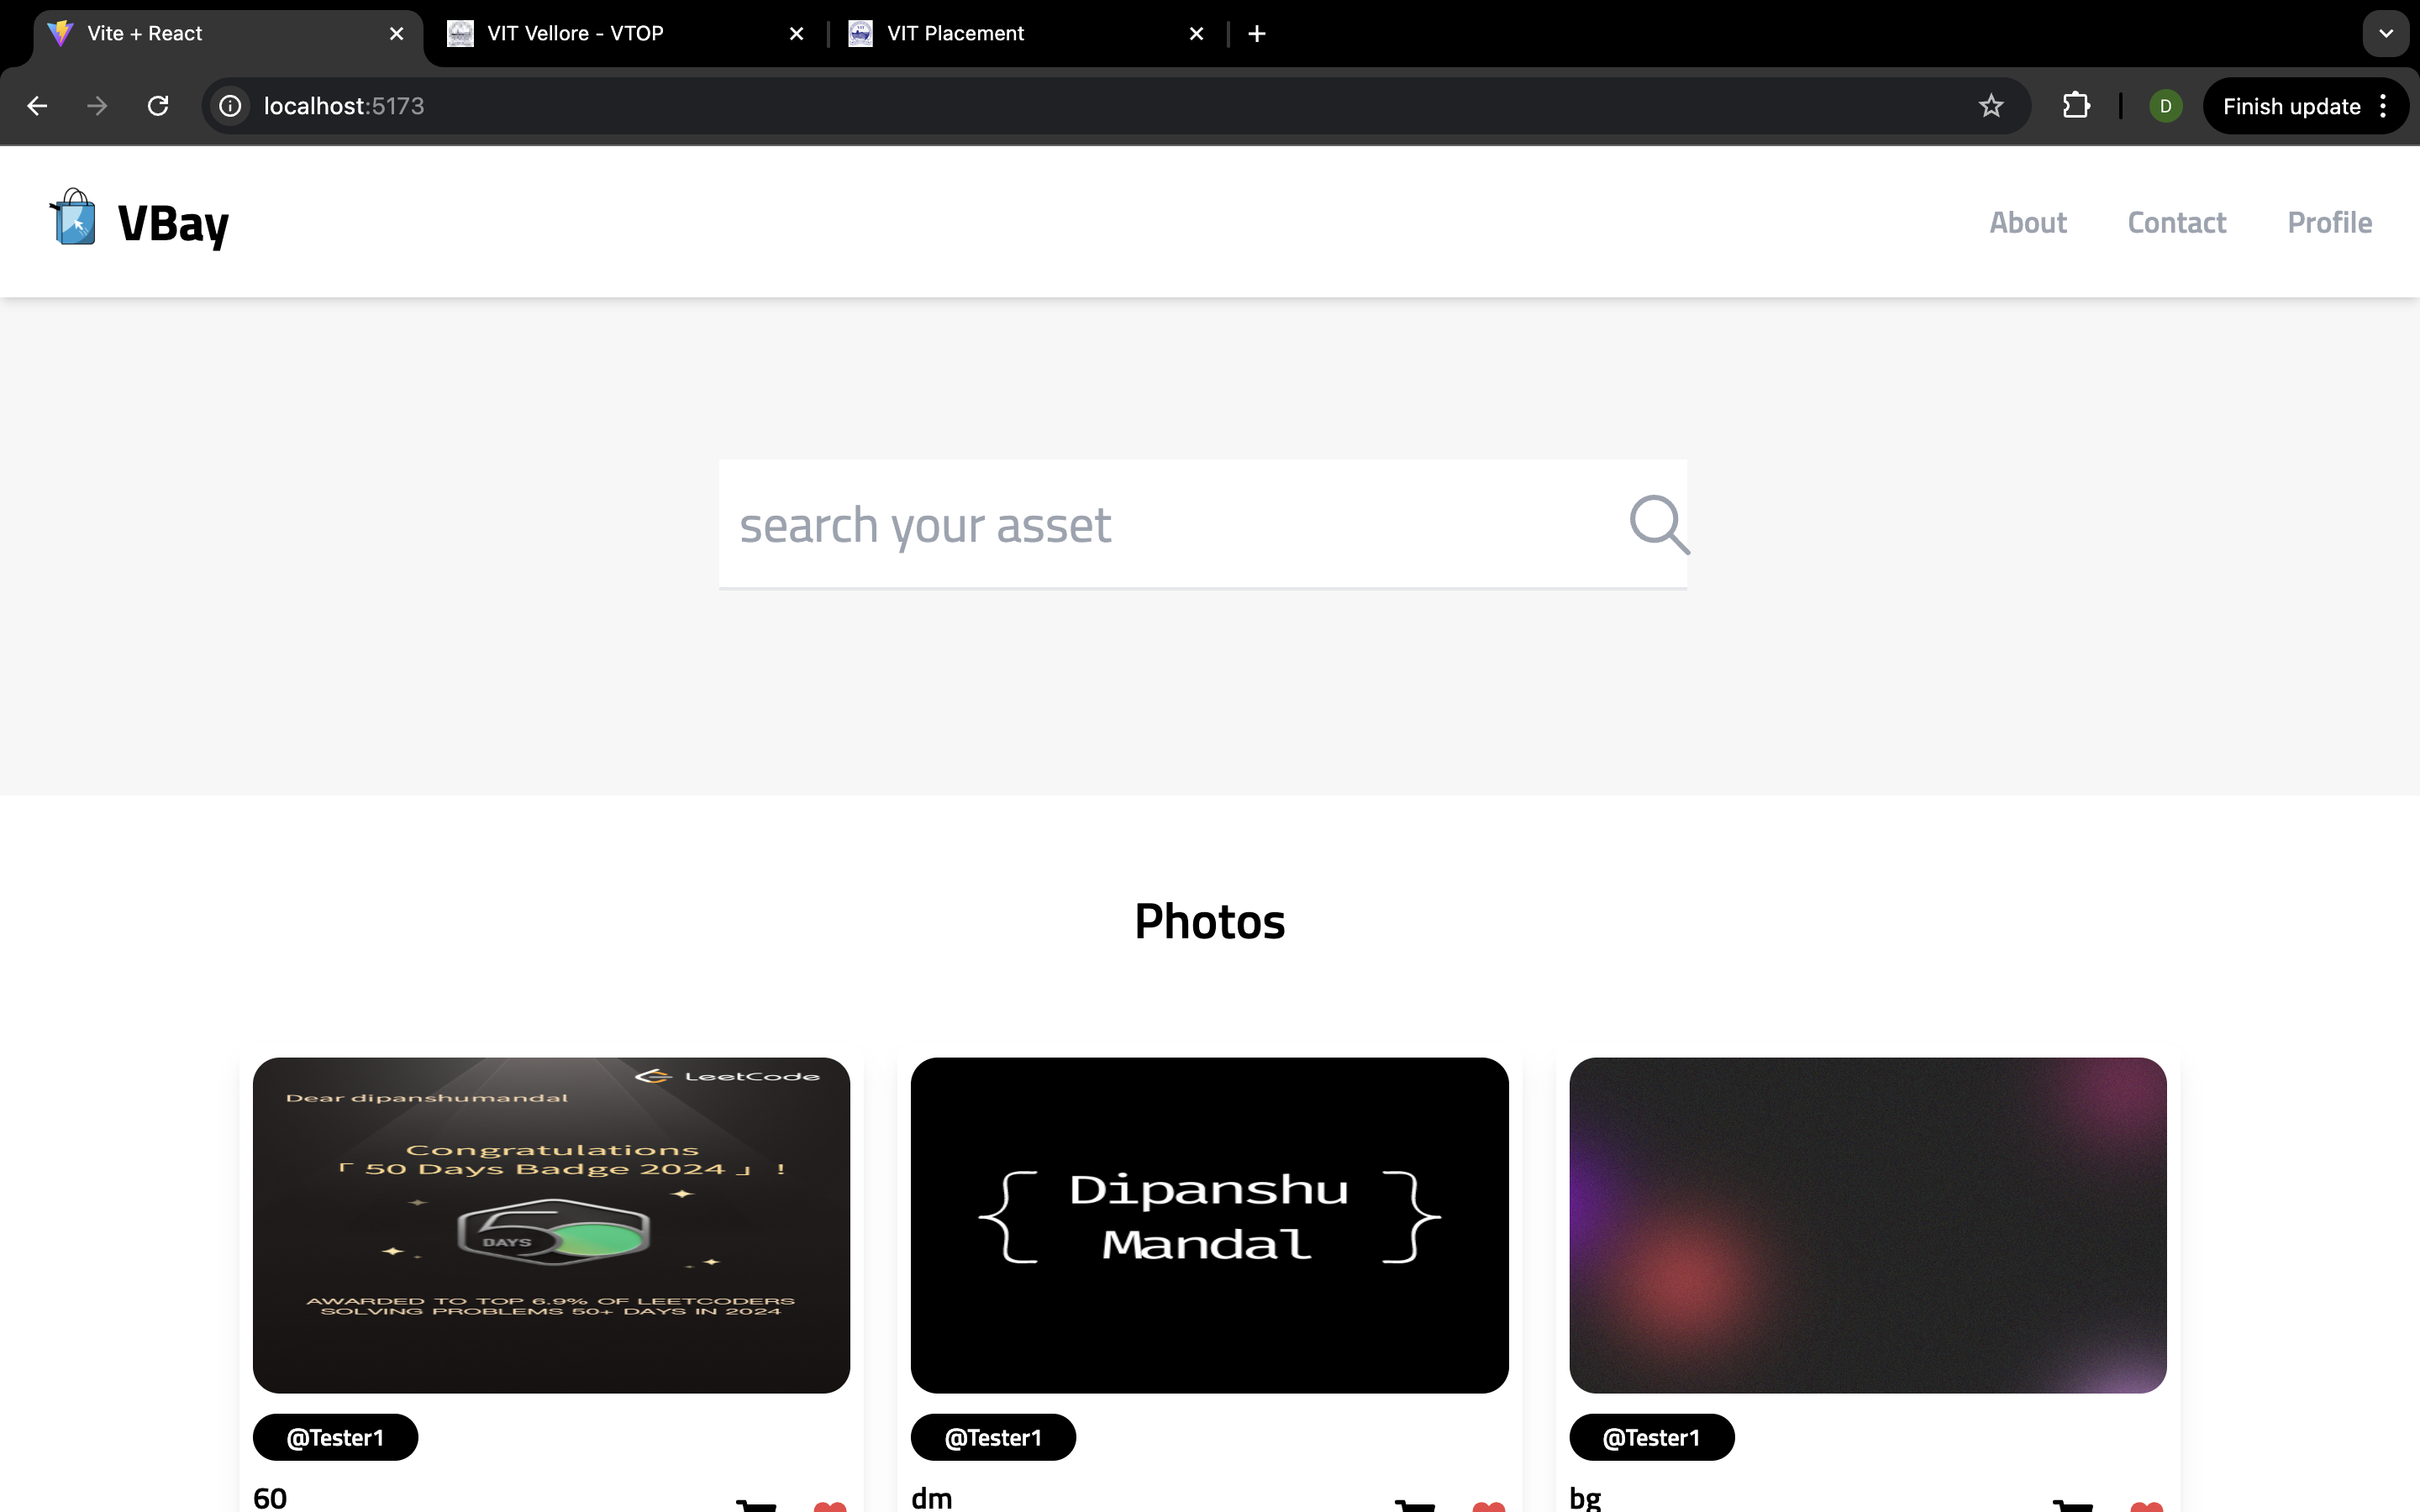 Vite + React
VIT Vellore - VTOP
VIT Placement
localhost:5173
D
Finish update
VBay
About
Contact
Profile
search your asset
Photos
LeetCode
Dear dipanshumandal
Congratulations
「 50 Days Badge 2024 」 !
50
DAYS
AWARDED TO TOP 6.9% OF LEETCODERS
SOLVING PROBLEMS 50+ DAYS IN 2024
{ Dipanshu
Mandal }
@Tester1
@Tester1
@Tester1
60
dm
bg